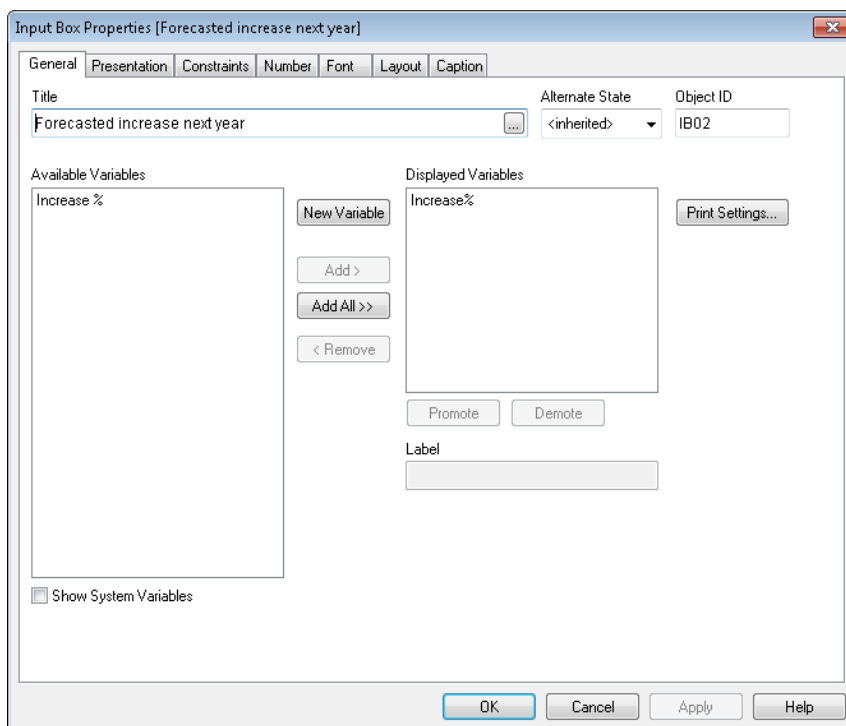 Input Box Properties [Forecasted increase next year]
General Presentation Constraints Number Font Layout Caption
Title Alternate State Object ID
Forecasted increase next year ... <inherited> IB02
Available Variables Displayed Variables
Increase % New Variable Increase% Print Settings...
Add >
Add All >>
< Remove
Promote Demote
Label
Show System Variables
OK Cancel Apply Help